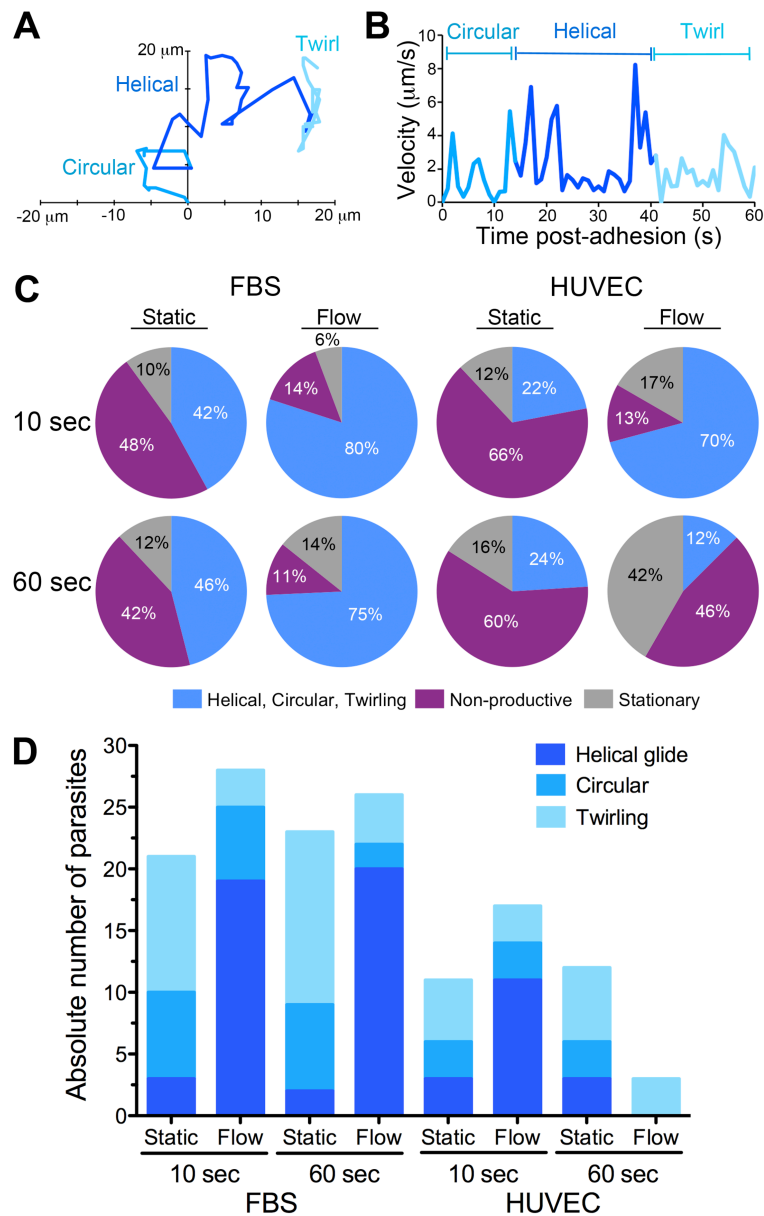 A
20 µm
Twirl
Helical
Circular
-20 µm
-10
0
10
20 µm
B
Circular
Helical
Twirl
Velocity (µm/s)
10
8
6
4
2
0
0
10
20
30
40
50
60
Time post-adhesion (s)
C
FBS
HUVEC
Static
Flow
Static
Flow
10 sec
10%
42%
48%
6%
14%
80%
12%
22%
66%
17%
13%
70%
60 sec
12%
46%
42%
14%
11%
75%
16%
24%
60%
12%
42%
46%
Helical, Circular, Twirling
Non-productive
Stationary
D
Absolute number of parasites
30
25
20
15
10
5
0
Helical glide
Circular
Twirling
Static
Flow
Static
Flow
Static
Flow
Static
Flow
10 sec
60 sec
10 sec
60 sec
FBS
HUVEC